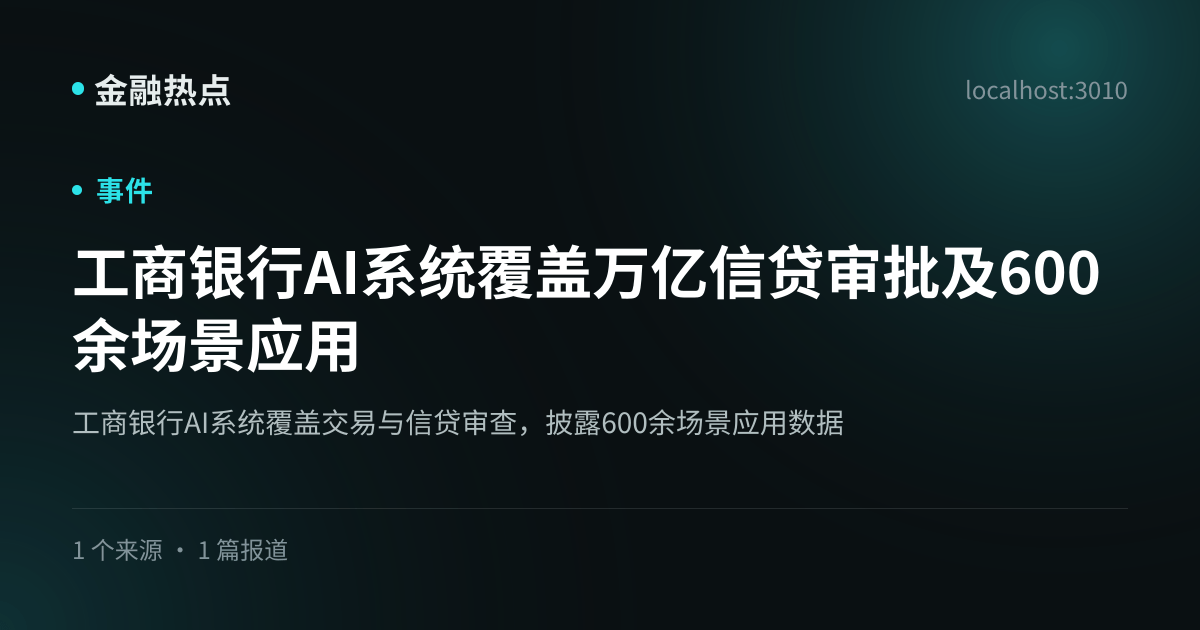 金融热点
localhost:3010
事件
工商银行AI系统覆盖万亿信贷审批及600
余场景应用
工商银行AI系统覆盖交易与信贷审查，披露600余场景应用数据
1 个来源 · 1 篇报道